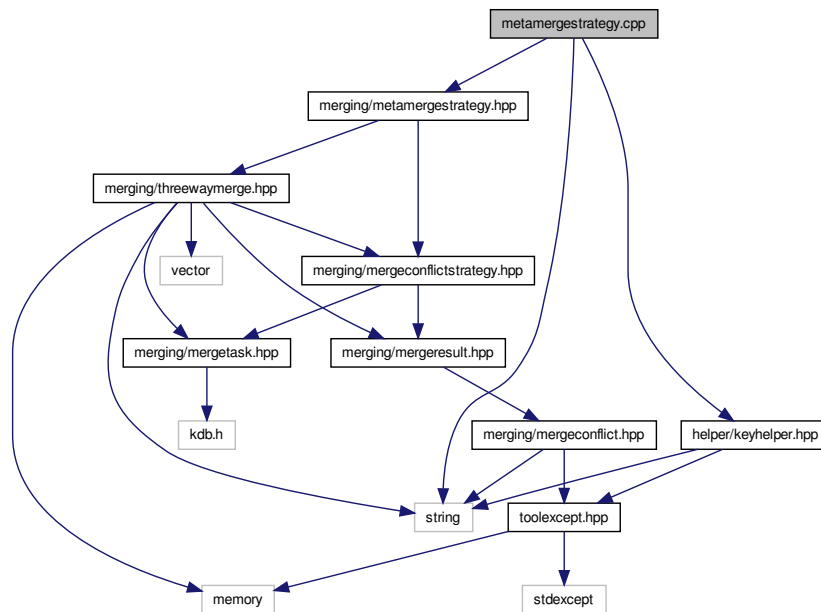 metamergestrategy.cpp
merging/metamergestrategy.hpp
merging/threewaymerge.hpp
vector
merging/mergeconflictstrategy.hpp
merging/mergetask.hpp
merging/mergeresult.hpp
kdb.h
merging/mergeconflict.hpp
helper/keyhelper.hpp
string
toolexcept.hpp
memory
stdexcept